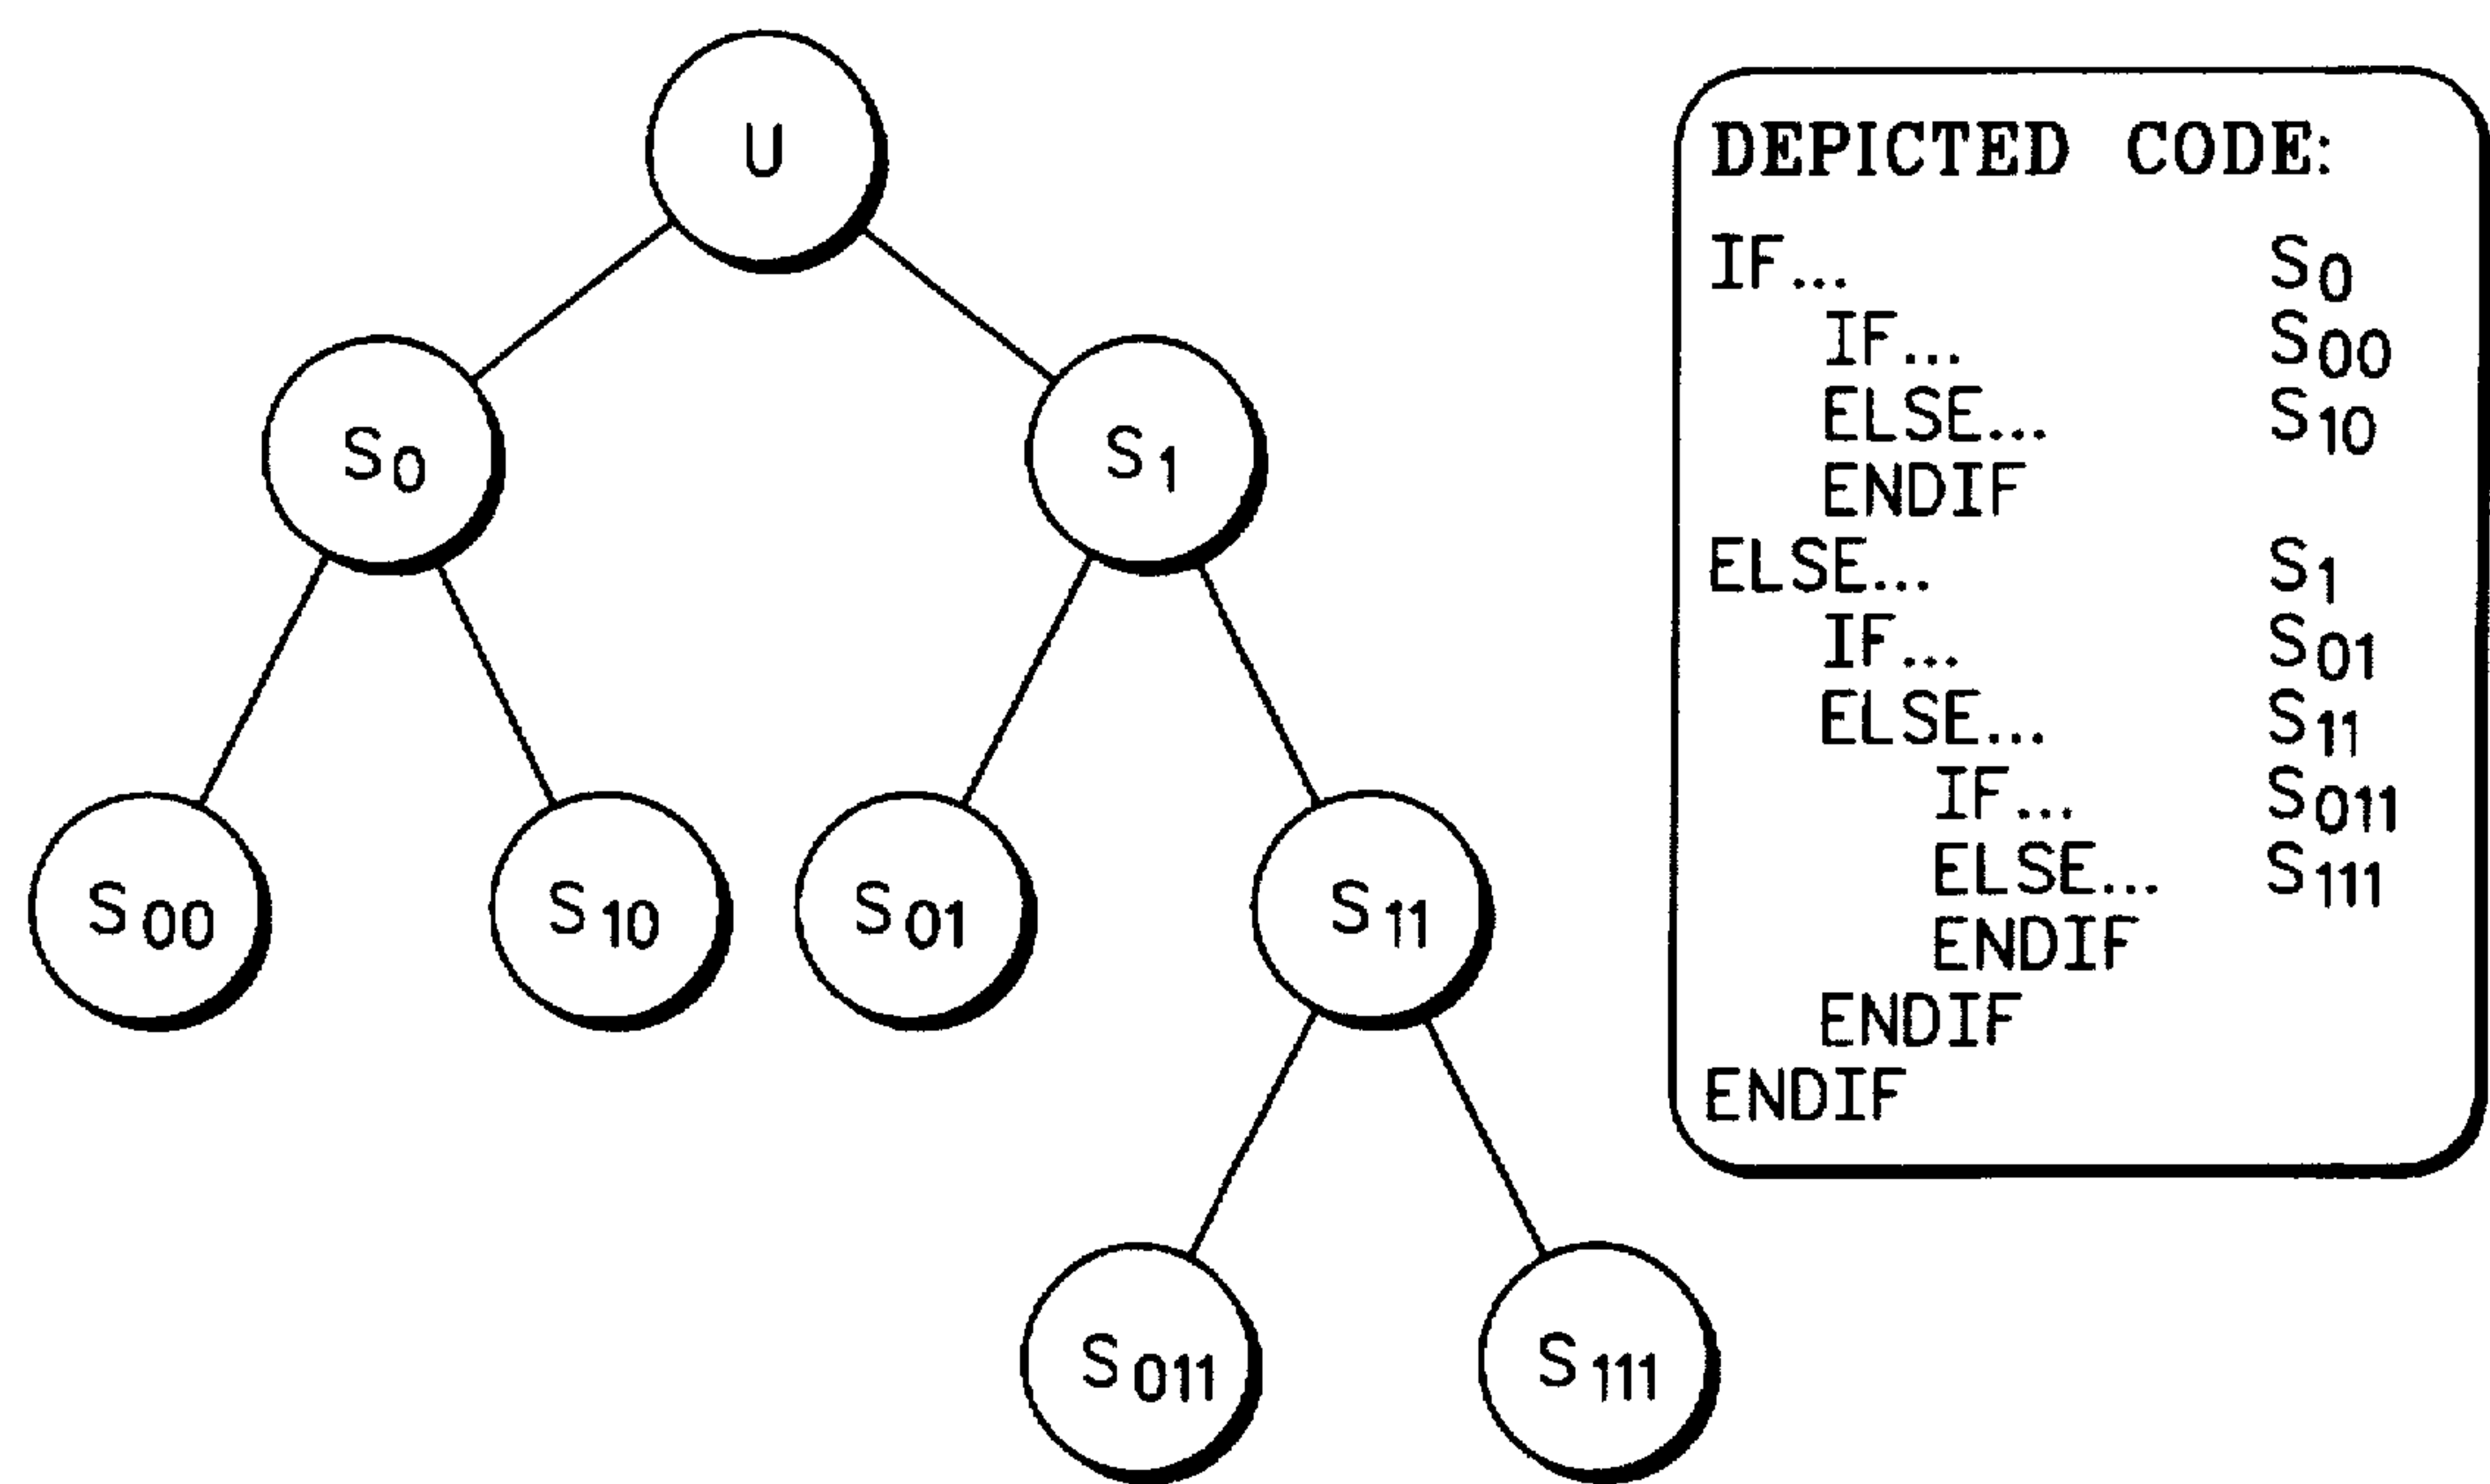 U
S0 S1
S00 S10 S01 S11
S011 S111
DEPICTED CODE:
IF... S0
IF... S00
ELSE... S10
ENDIF
ELSE... S1
IF... S01
ELSE... S11
IF... S011
ELSE... S111
ENDIF
ENDIF
ENDIF